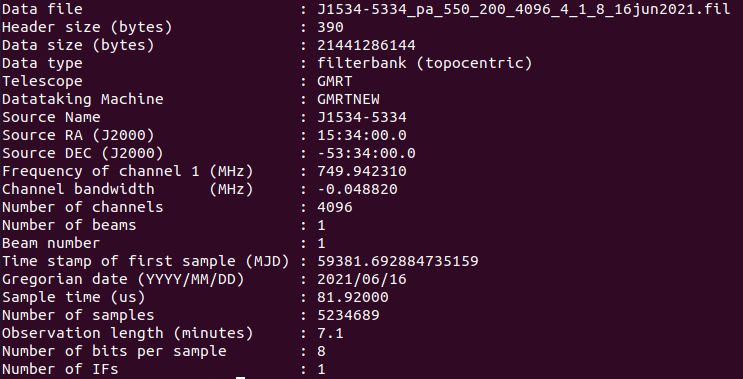 Data file : J1534-5334_pa_550_200_4096_4_1_8_16jun2021.fil
Header size (bytes) : 390
Data size (bytes) : 21441286144
Data type : filterbank (topocentric)
Telescope : GMRT
Datataking Machine : GMRTNEW
Source Name : J1534-5334
Source RA (J2000) : 15:34:00.0
Source DEC (J2000) : -53:34:00.0
Frequency of channel 1 (MHz) : 749.942310
Channel bandwidth (MHz) : -0.048820
Number of channels : 4096
Number of beams : 1
Beam number : 1
Time stamp of first sample (MJD) : 59381.692884735159
Gregorian date (YYYY/MM/DD) : 2021/06/16
Sample time (us) : 81.92000
Number of samples : 5234689
Observation length (minutes) : 7.1
Number of bits per sample : 8
Number of IFs : 1